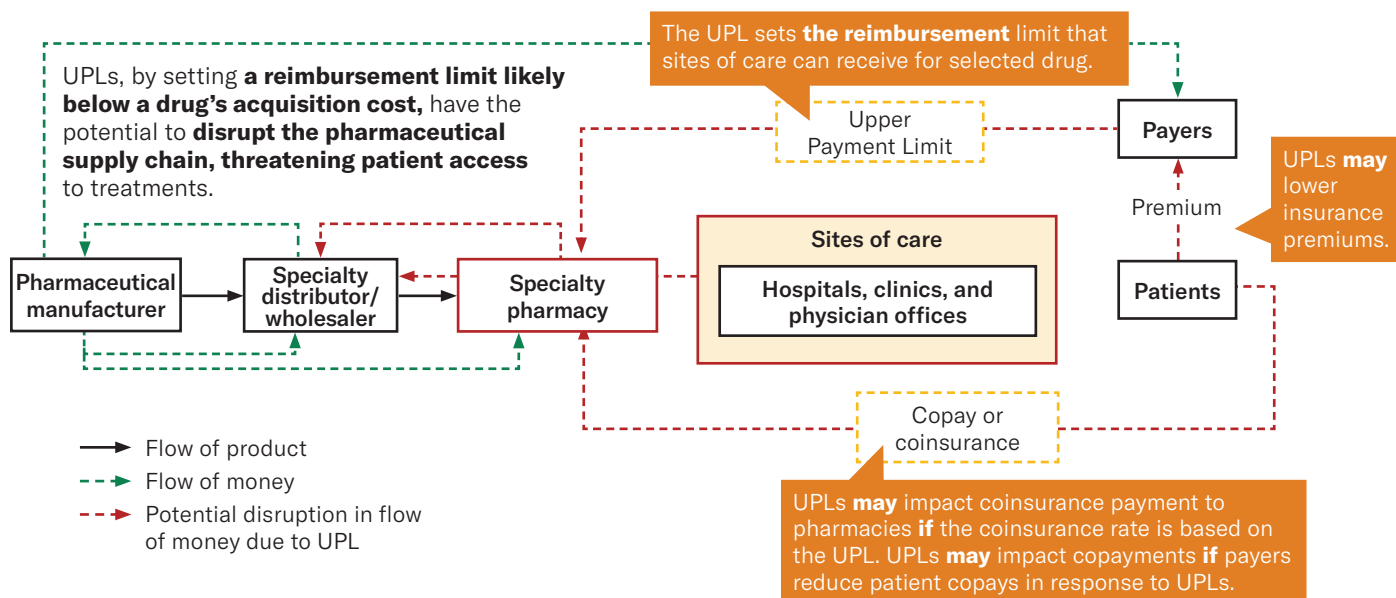 The UPL sets the reimbursement limit that
sites of care can receive for selected drug.
UPLs, by setting a reimbursement limit likely
below a drug’s acquisition cost, have the
potential to disrupt the pharmaceutical
supply chain, threatening patient access
to treatments.
Upper
Payment Limit
Payers
UPLs may
lower
insurance
premiums.
Premium
Pharmaceutical
manufacturer
Specialty
distributor/
wholesaler
Specialty
pharmacy
Sites of care
Hospitals, clinics, and
physician offices
Patients
Copay or
coinsurance
Flow of product
Flow of money
Potential disruption in flow
of money due to UPL
UPLs may impact coinsurance payment to
pharmacies if the coinsurance rate is based on
the UPL. UPLs may impact copayments if payers
reduce patient copays in response to UPLs.